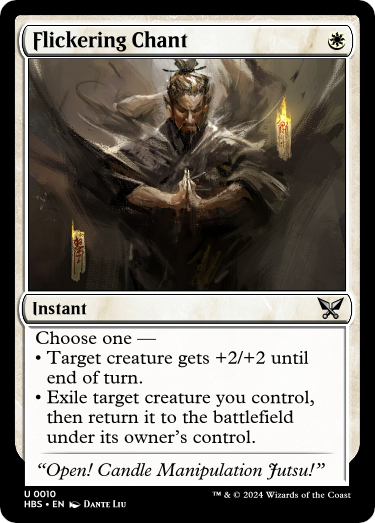 Flickering Chant
Instant
Choose one —
• Target creature gets +2/+2 until
end of turn.
• Exile target creature you control,
then return it to the battlefield
under its owner's control.
“Open! Candle Manipulation Jutsu!”
U 0010
HBS • EN Dante Liu
™ & © 2024 Wizards of the Coast